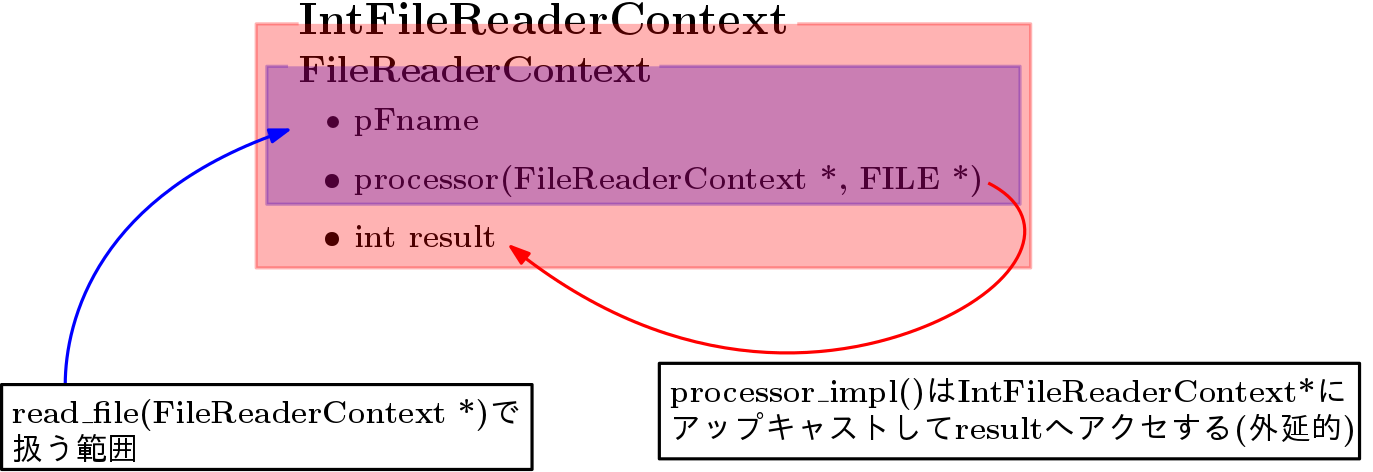 IntFileReaderContext
FileReaderContext
• pFname
• processor(FileReaderContext *, FILE *)
• int result
read_file(FileReaderContext *)で
扱う範囲
processor_impl()はIntFileReaderContext*に
アップキャストしてresultへアクセする(外延的)